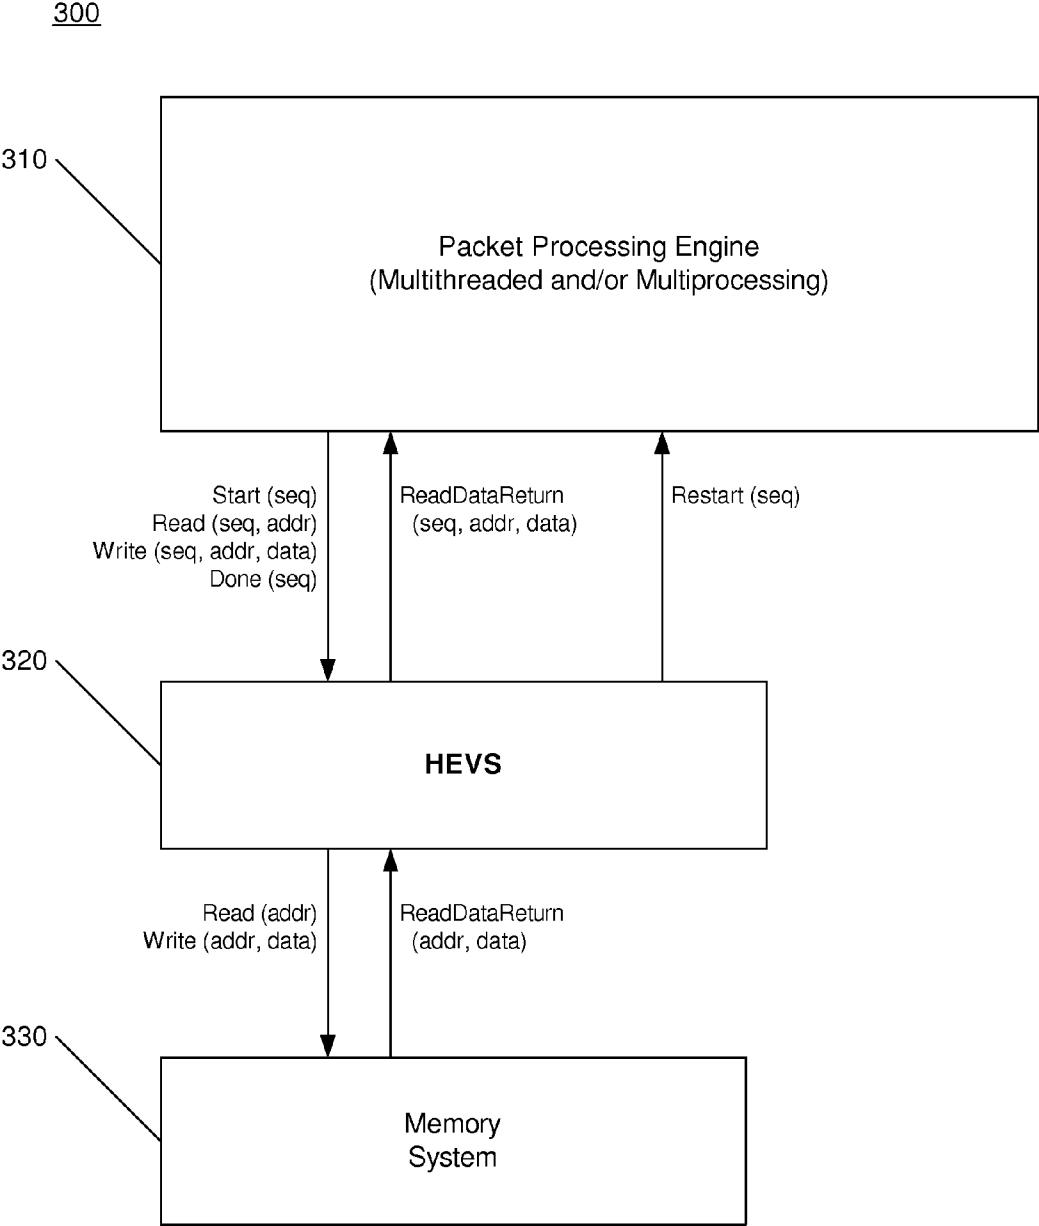 300
310
Packet Processing Engine
(Multithreaded and/or Multiprocessing)
Start (seq)
Read (seq, addr)
Write (seq, addr, data)
Done (seq)
ReadDataReturn
(seq, addr, data)
Restart (seq)
320
HEVS
Read (addr)
Write (addr, data)
ReadDataReturn
(addr, data)
330
Memory
System